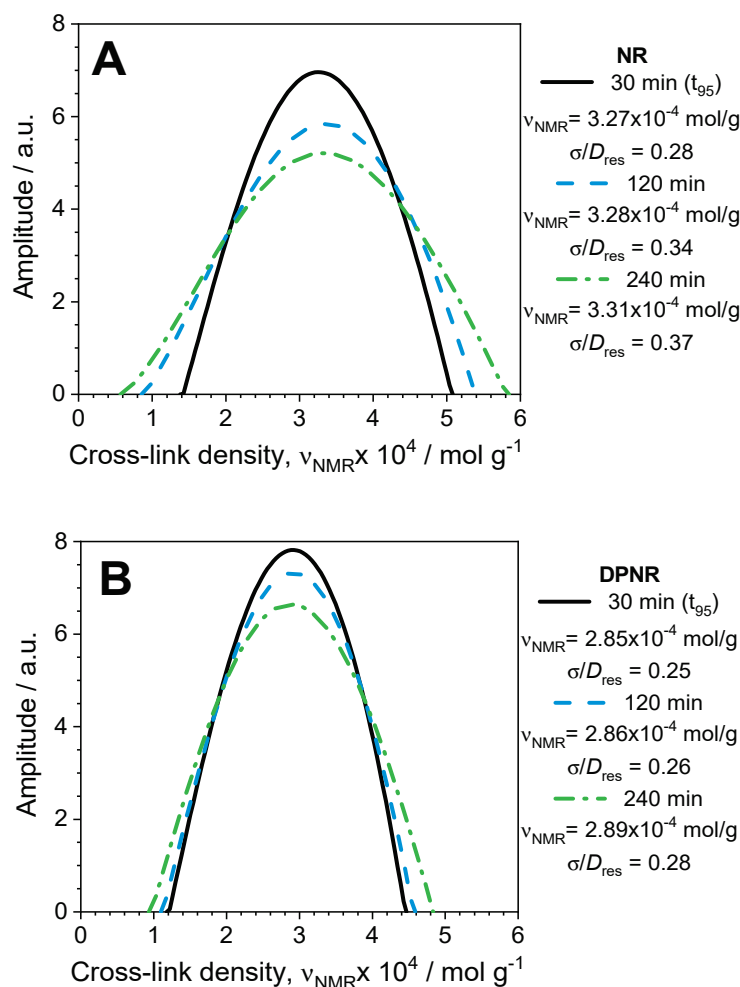 A
8
6
4
2
0
Amplitude / a.u.
0 1 2 3 4 5 6
Cross-link density, νNMR x 10⁴ / mol g⁻¹
NR
30 min (t₉₅)
νNMR= 3.27x10⁻⁴ mol/g
σ/Dres = 0.28
120 min
νNMR= 3.28x10⁻⁴ mol/g
σ/Dres = 0.34
240 min
νNMR= 3.31x10⁻⁴ mol/g
σ/Dres = 0.37
B
8
6
4
2
0
Amplitude / a.u.
0 1 2 3 4 5 6
Cross-link density, νNMR x 10⁴ / mol g⁻¹
DPNR
30 min (t₉₅)
νNMR= 2.85x10⁻⁴ mol/g
σ/Dres = 0.25
120 min
νNMR= 2.86x10⁻⁴ mol/g
σ/Dres = 0.26
240 min
νNMR= 2.89x10⁻⁴ mol/g
σ/Dres = 0.28